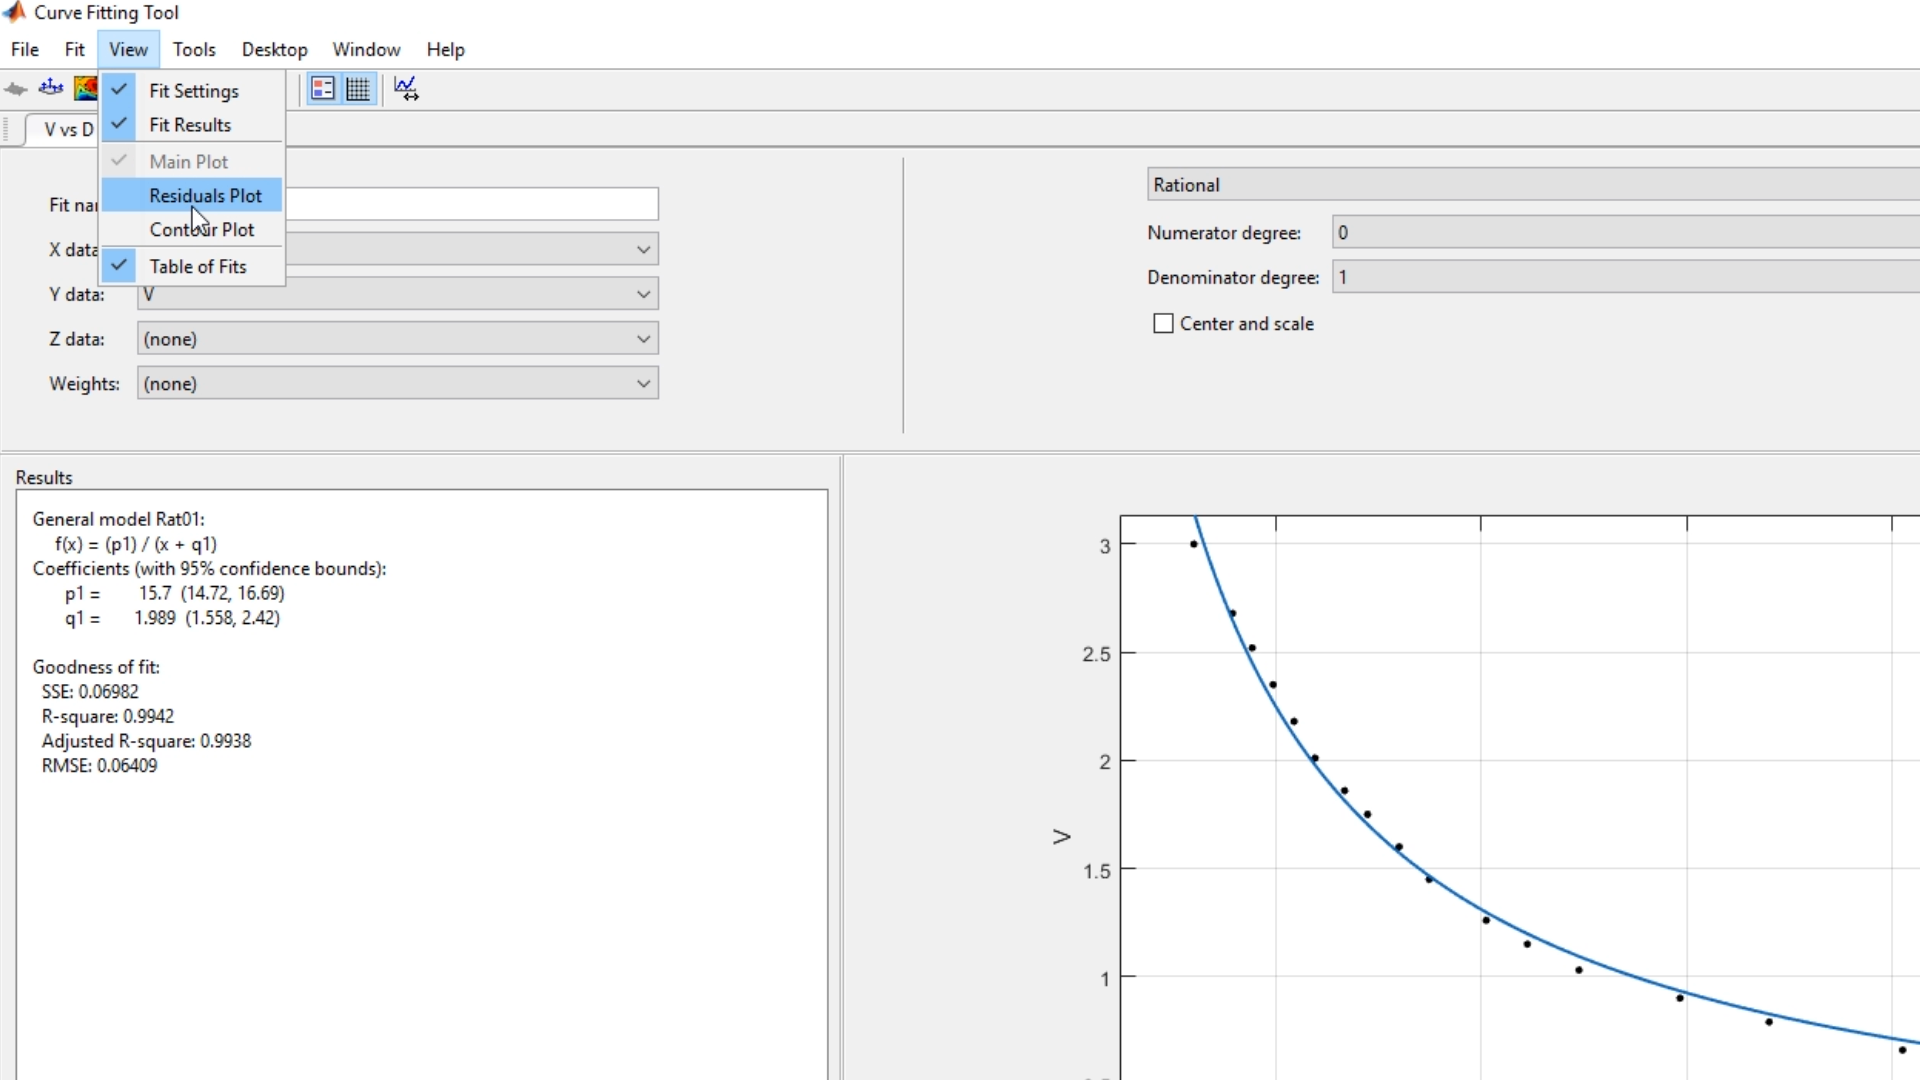 Curve Fitting Tool
File Fit View Tools Desktop Window Help
Fit Settings
Fit Results
Main Plot
Residuals Plot
Contour Plot
Table of Fits
V vs D
Fit
X data
Y data: V
Z data: (none)
Weights: (none)
Rational
Numerator degree: 0
Denominator degree: 1
Center and scale
Results
General model Rat01:
f(x) = (p1) / (x + q1)
Coefficients (with 95% confidence bounds):
p1 = 15.7 (14.72, 16.69)
q1 = 1.989 (1.558, 2.42)
Goodness of fit:
SSE: 0.06982
R-square: 0.9942
Adjusted R-square: 0.9938
RMSE: 0.06409
3
2.5
2
1.5
1
V